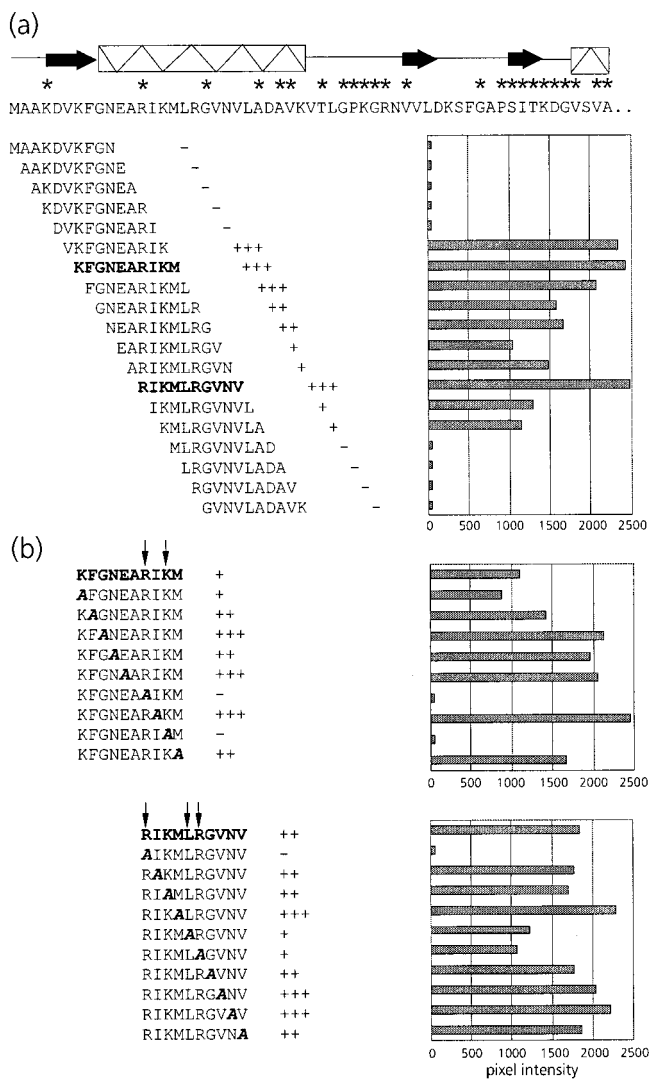 (a)
* * * * ** * ***** * * ******** **
MAAKDVKFGNEARIKMLRGVNVLADAVKVTLGPKGRNVVLDKSFGAPSITKDGVSVA..
MAAKDVKFGN -
AAKDVKFGNE -
AKDVKFGNEA -
KDVKFGNEAR -
DVKFGNEARI -
VKFGNEARIK +++
KFGNEARIKM +++
FGNEARIKML +++
GNEARIKMLR ++
NEARIKMLRG ++
EARIKMLRGV +
ARIKMLRGVN +
RIKMLRGVNV +++
IKMLRGVNVL +
KMLRGVNVLA +
MLRGVNVLAD -
LRGVNVLADA -
RGVNVLADAV -
GVNVLADAVK -
0 500 1000 1500 2000 2500
(b)
KFGNEARIKM +
AFGNEARIKM +
KAGNEARIKM ++
KFANEARIKM +++
KFGAEARIKM ++
KFGNAARIKM +++
KFGNEAAIKM -
KFGNEARAKM +++
KFGNEARIAM -
KFGNEARIKA ++
0 500 1000 1500 2000 2500
RIKMLRGVNV ++
AIKMLRGVNV -
RAKMLRGVNV ++
RIAMLRGVNV ++
RIKALRGVNV +++
RIKMARGVNV +
RIKMLAGVNV +
RIKMLRAVNV ++
RIKMLRGANV +++
RIKMLRGVAV +++
RIKMLRGVNA ++
0 500 1000 1500 2000 2500
pixel intensity